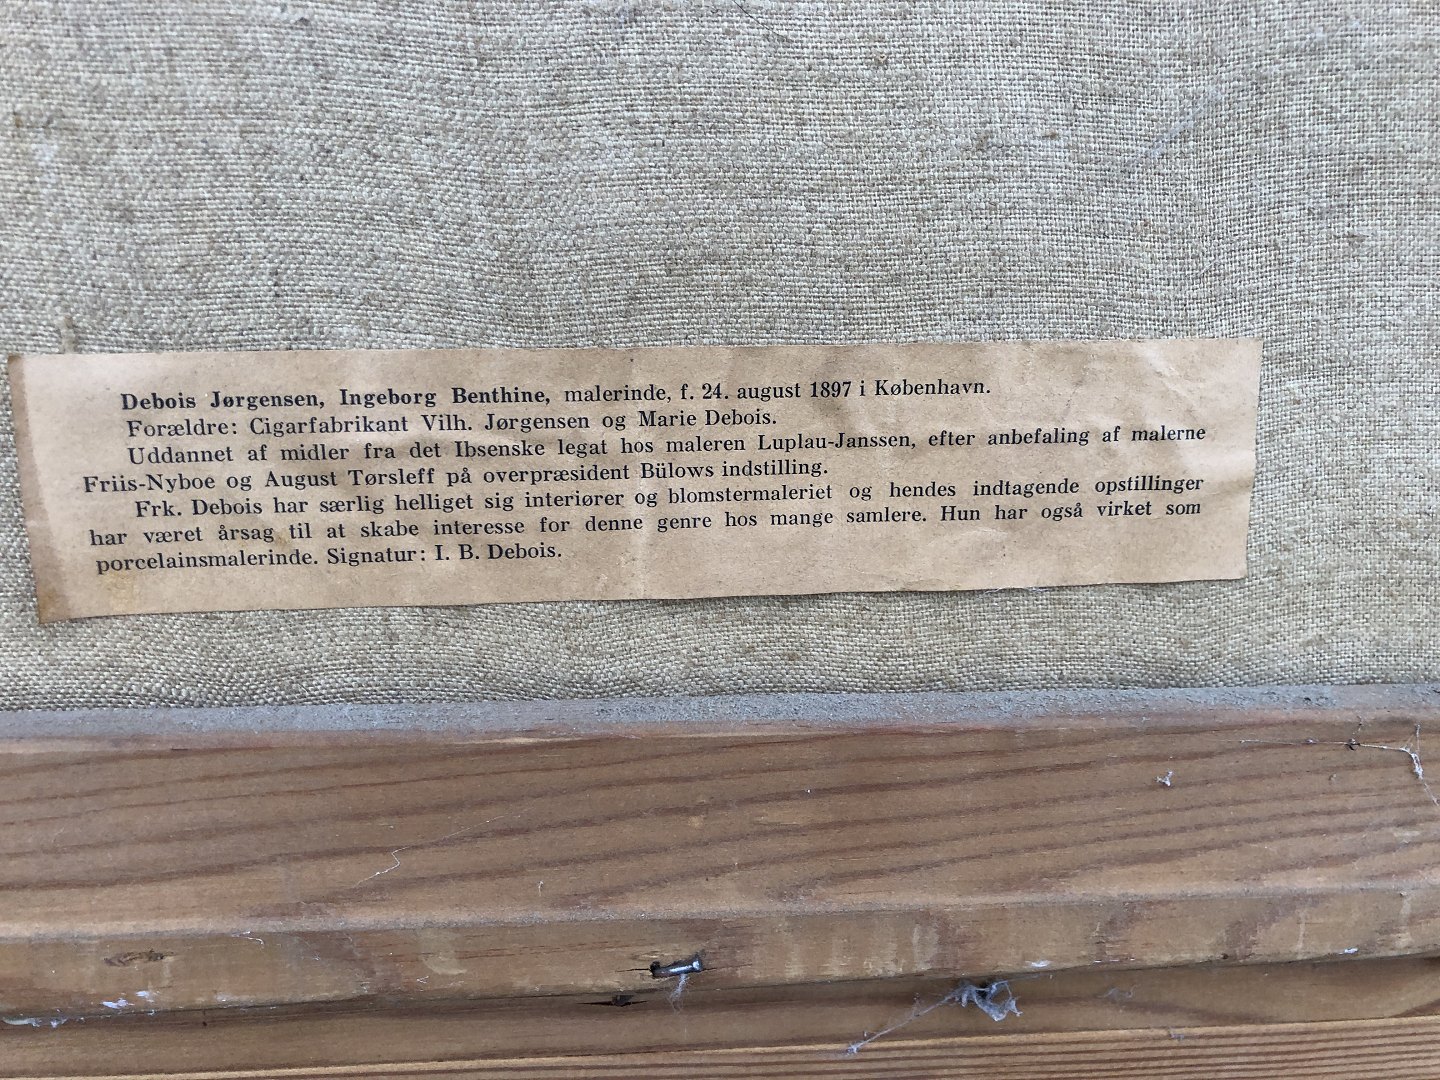 Debois Jørgensen, Ingeborg Benthine, malerinde, f. 24. august 1897 i København.
Forældre: Cigarfabrikant Vilh. Jørgensen og Marie Debois.
Uddannet af midler fra det Ibsenske legat hos maleren Luplau-Janssen, efter anbefaling af malerne
Friis-Nyboe og August Tørsleff på overpræsident Bülows indstilling.
Frk. Debois har særlig helliget sig interiører og blomstermaleriet og hendes indtagende opstillinger
har været årsag til at skabe interesse for denne genre hos mange samlere. Hun har også virket som
porcelainsmalerinde. Signatur: I. B. Debois.